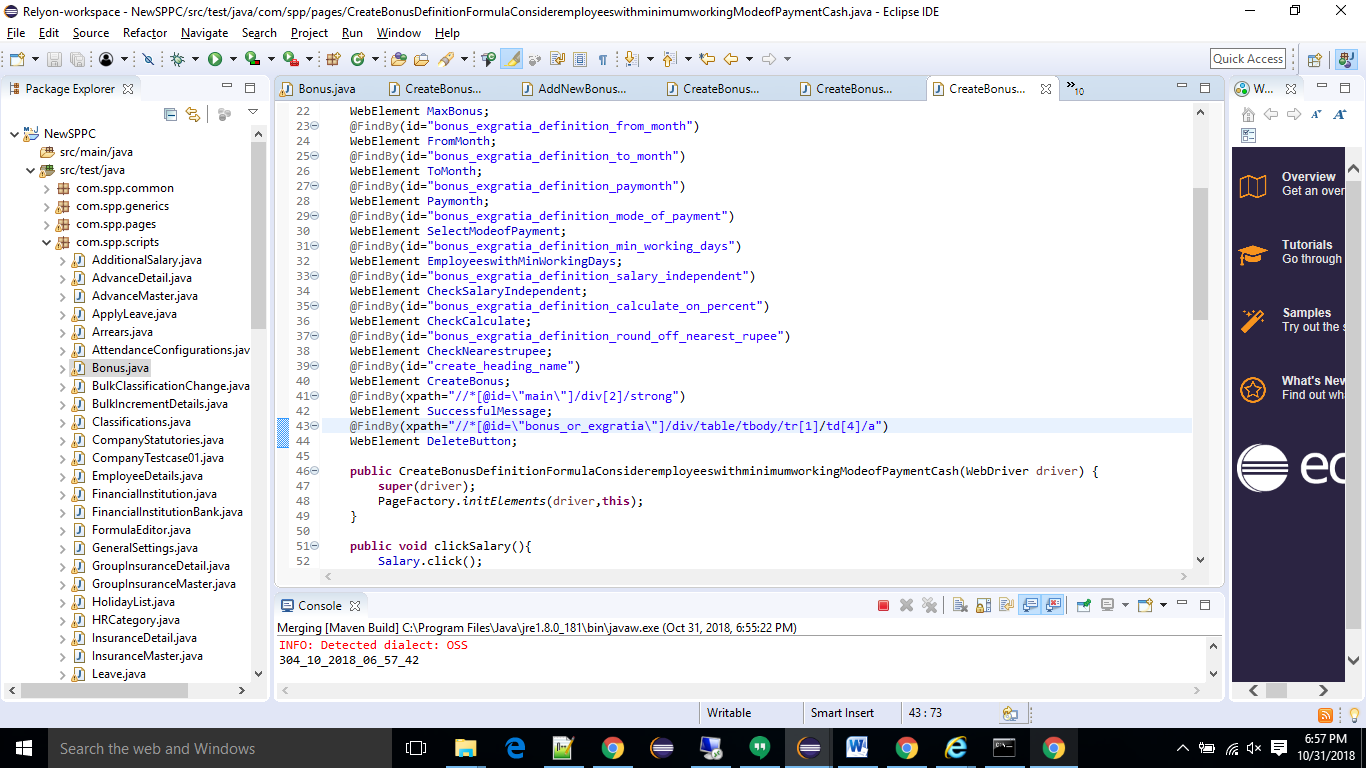 Relyon-workspace - NewSPPC/src/test/java/com/spp/pages/CreateBonusDefinitionFormulaConsideremployeeswithminimumworkingModeofPaymentCash.java - Eclipse IDE
File Edit Source Refactor Navigate Search Project Run Window Help
Quick Access
Package Explorer
Bonus.java
CreateBonus...
AddNewBonus...
CreateBonus...
CreateBonus...
CreateBonus...
»10
W...
NewSPPC
src/main/java
src/test/java
com.spp.common
com.spp.generics
com.spp.pages
com.spp.scripts
AdditionalSalary.java
AdvanceDetail.java
AdvanceMaster.java
ApplyLeave.java
Arrears.java
AttendanceConfigurations.jav
Bonus.java
BulkClassificationChange.java
BulkIncrementDetails.java
Classifications.java
CompanyStatutories.java
CompanyTestcase01.java
EmployeeDetails.java
FinancialInstitution.java
FinancialInstitutionBank.java
FormulaEditor.java
GeneralSettings.java
GroupInsuranceDetail.java
GroupInsuranceMaster.java
HolidayList.java
HRCategory.java
InsuranceDetail.java
InsuranceMaster.java
Leave.java
22 WebElement MaxBonus;
23 @FindBy(id="bonus_exgratia_definition_from_month")
24 WebElement FromMonth;
25 @FindBy(id="bonus_exgratia_definition_to_month")
26 WebElement ToMonth;
27 @FindBy(id="bonus_exgratia_definition_paymonth")
28 WebElement Paymonth;
29 @FindBy(id="bonus_exgratia_definition_mode_of_payment")
30 WebElement SelectModeofPayment;
31 @FindBy(id="bonus_exgratia_definition_min_working_days")
32 WebElement EmployeeswithMinWorkingDays;
33 @FindBy(id="bonus_exgratia_definition_salary_independent")
34 WebElement CheckSalaryIndependent;
35 @FindBy(id="bonus_exgratia_definition_calculate_on_percent")
36 WebElement CheckCalculate;
37 @FindBy(id="bonus_exgratia_definition_round_off_nearest_rupee")
38 WebElement CheckNearestrupee;
39 @FindBy(id="create_heading_name")
40 WebElement CreateBonus;
41 @FindBy(xpath="//*[@id=\"main\"]/div[2]/strong")
42 WebElement SuccessfulMessage;
43 @FindBy(xpath="//*[@id=\"bonus_or_exgratia\"]/div/table/tbody/tr[1]/td[4]/a")
44 WebElement DeleteButton;
45
46 public CreateBonusDefinitionFormulaConsideremployeeswithminimumworkingModeofPaymentCash(WebDriver driver) {
47 super(driver);
48 PageFactory.initElements(driver,this);
49 }
50
51 public void clickSalary(){
52 Salary.click();
Overview
Get an over
Tutorials
Go through
Samples
Try out the s
What's New
Find out wha
ec
Console
Merging [Maven Build] C:\Program Files\Java\jre1.8.0_181\bin\javaw.exe (Oct 31, 2018, 6:55:22 PM)
INFO: Detected dialect: OSS
304_10_2018_06_57_42
Writable Smart Insert 43 : 73
Search the web and Windows
6:57 PM
10/31/2018